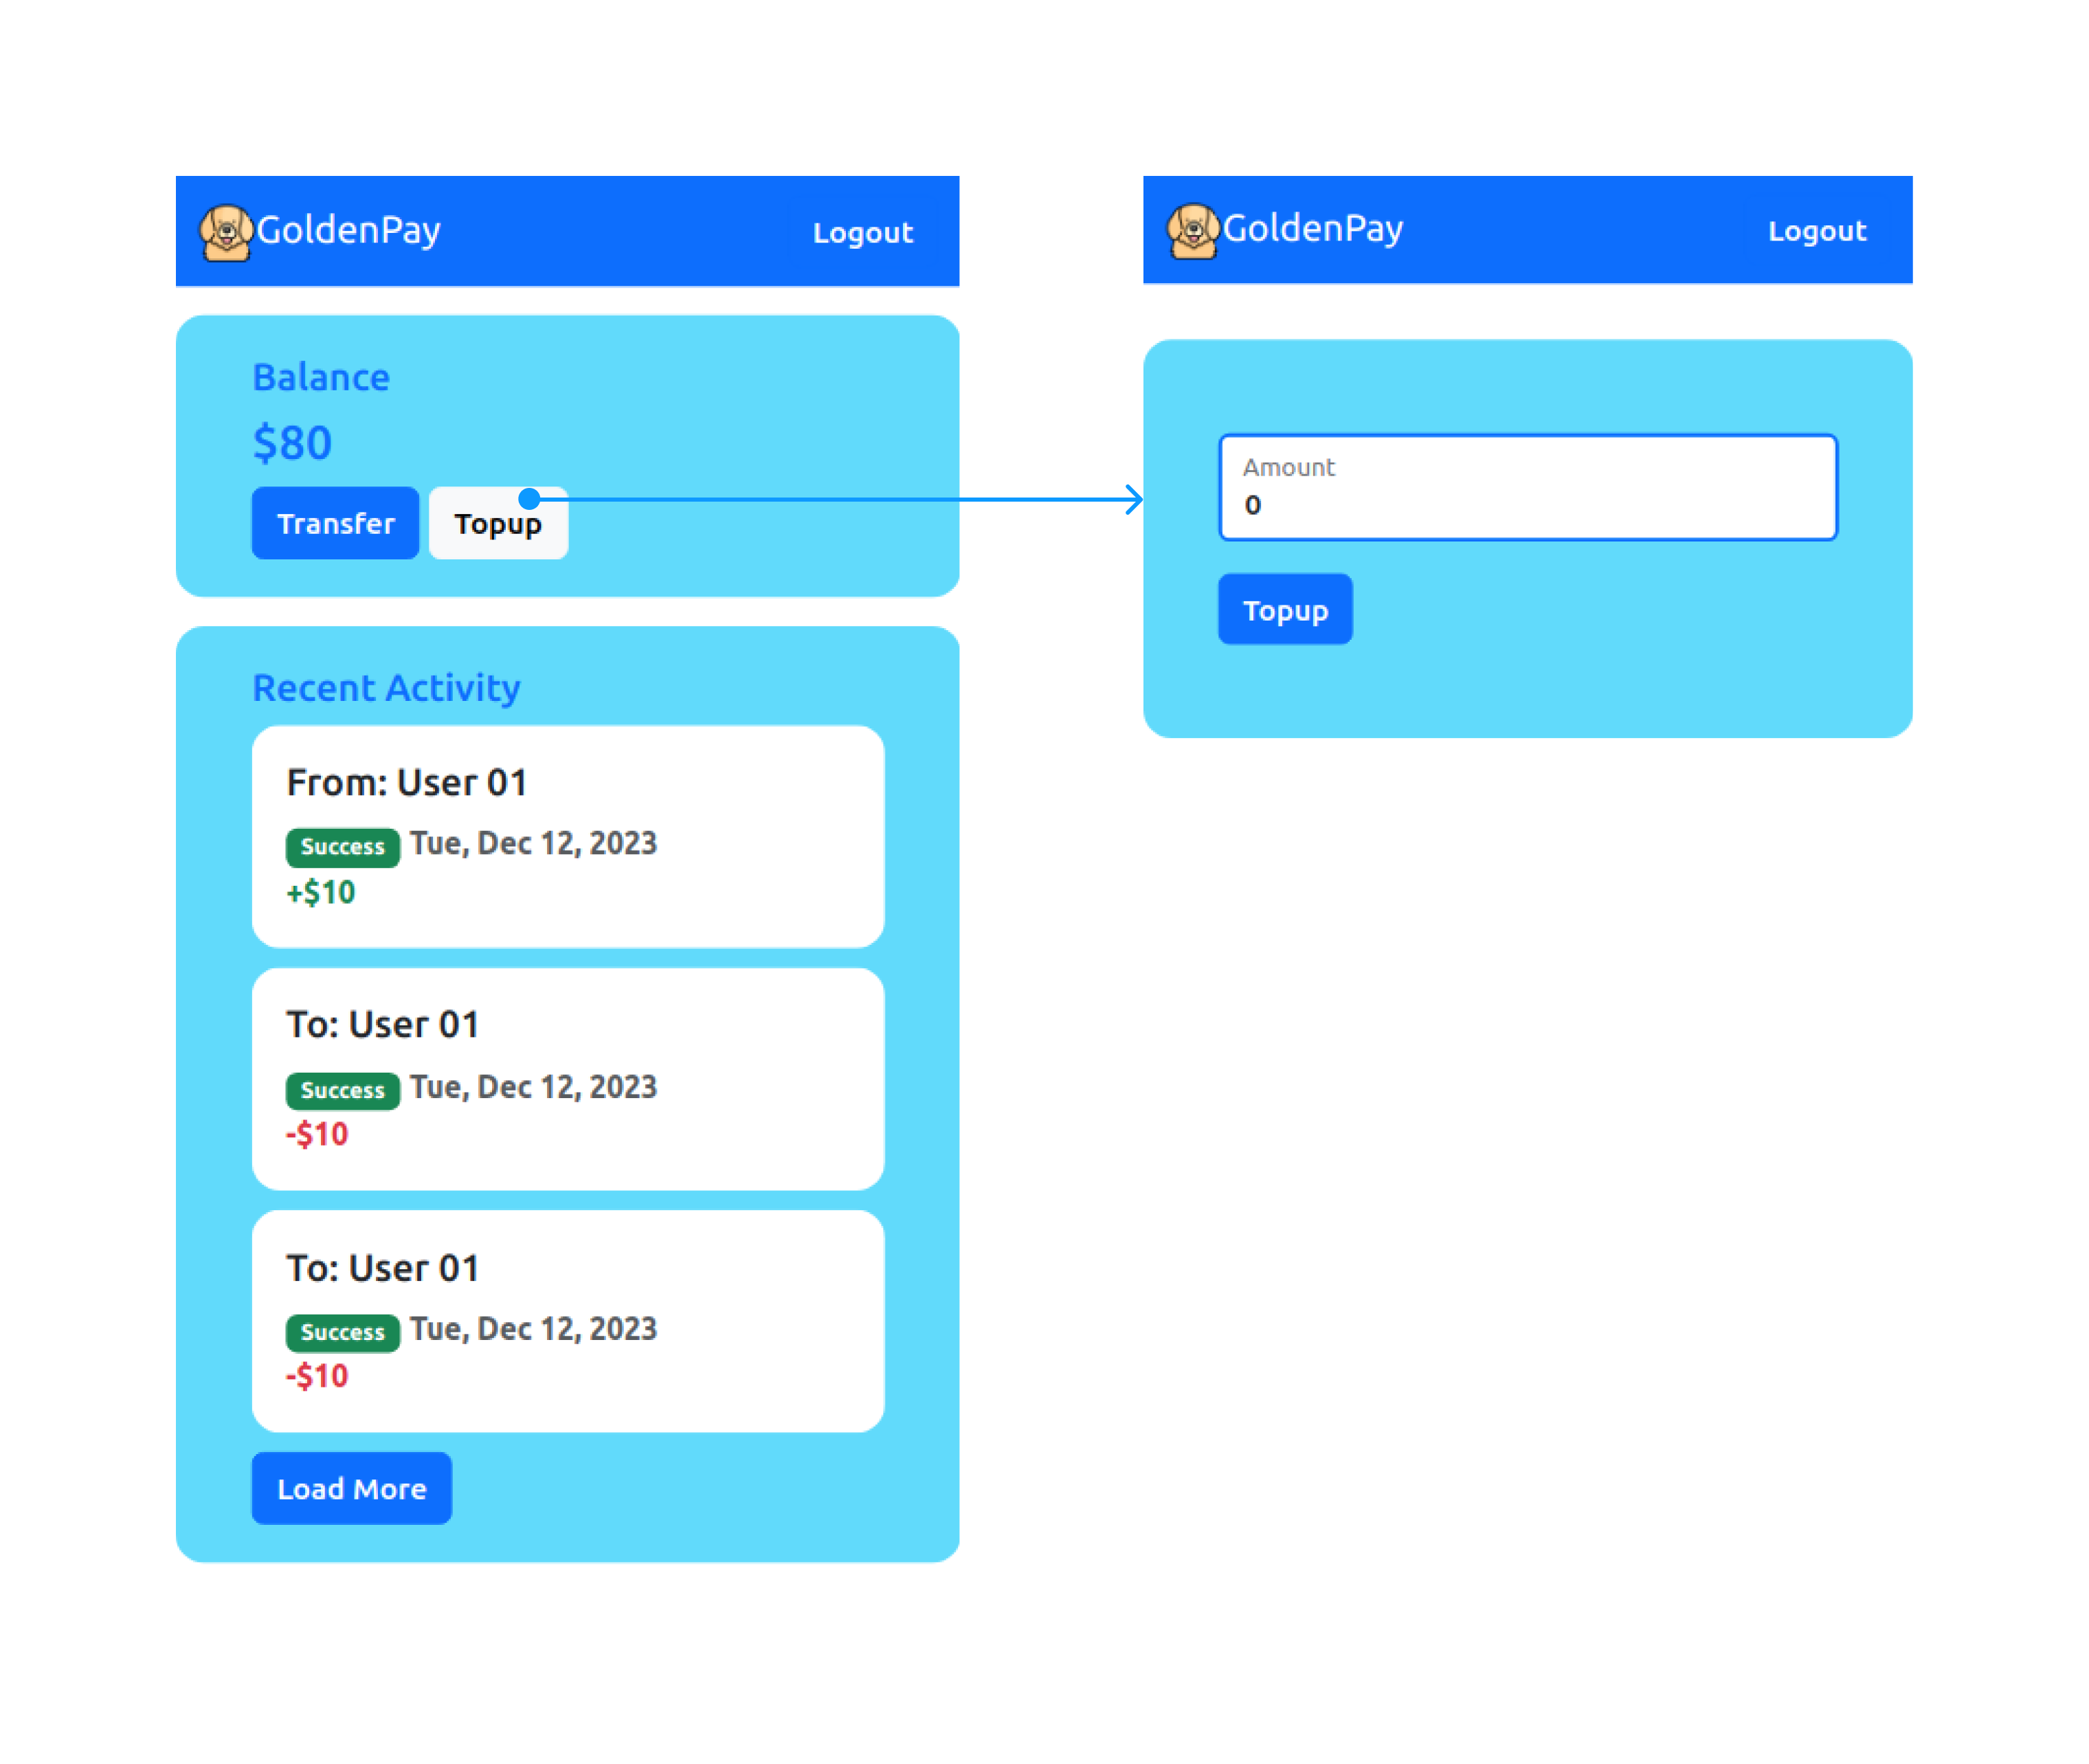 GoldenPay
Logout
Balance
$80
Transfer
Topup
Recent Activity
From: User 01
Success Tue, Dec 12, 2023
+$10
To: User 01
Success Tue, Dec 12, 2023
-$10
To: User 01
Success Tue, Dec 12, 2023
-$10
Load More
GoldenPay
Logout
Amount
0
Topup